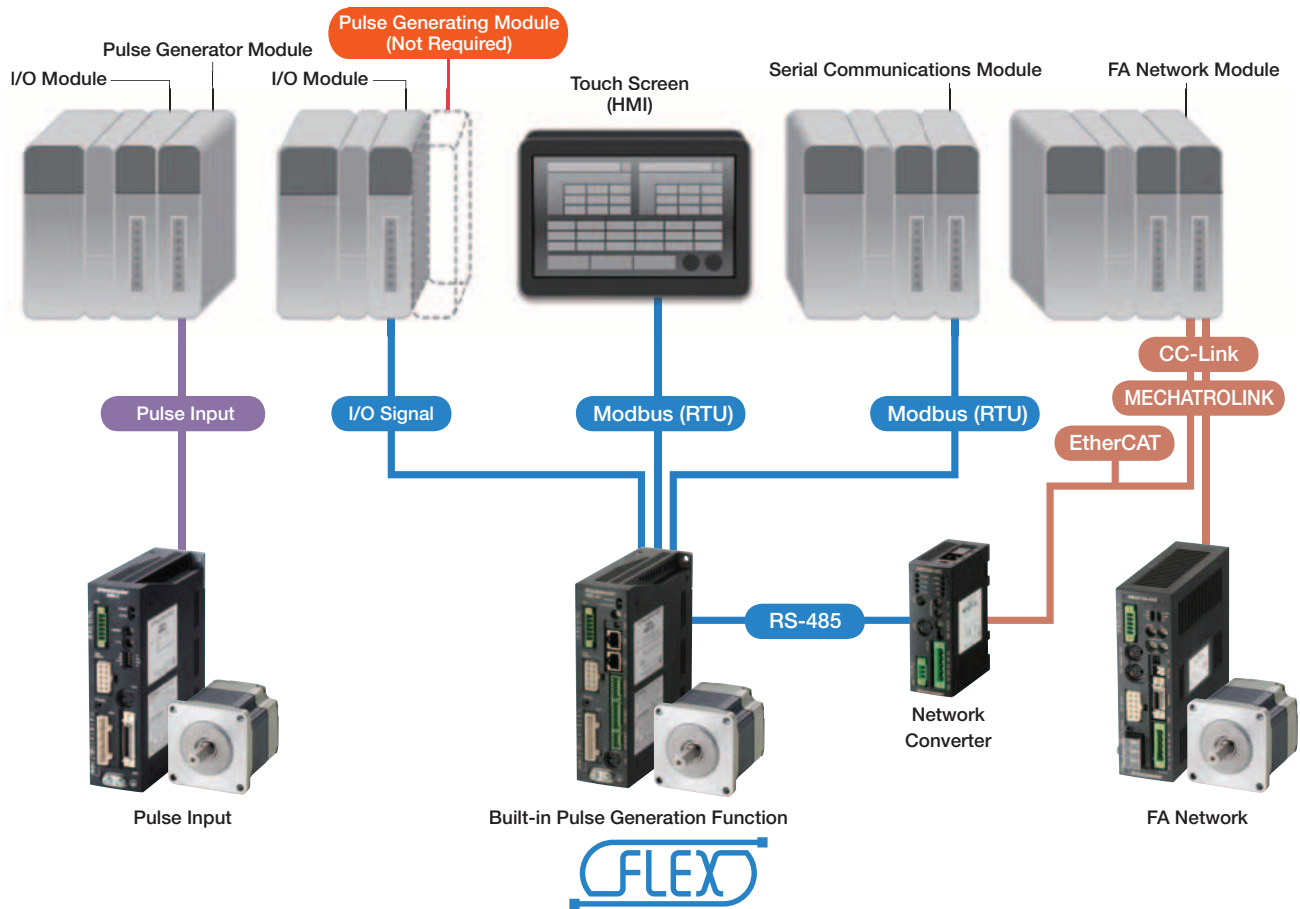 Pulse Generating Module
(Not Required)
Pulse Generator Module
I/O Module
I/O Module
Touch Screen
(HMI)
Serial Communications Module
FA Network Module
CC-Link
MECHATROLINK
Pulse Input
I/O Signal
Modbus (RTU)
Modbus (RTU)
EtherCAT
RS-485
Network
Converter
Pulse Input
Built-in Pulse Generation Function
FA Network
FLEX